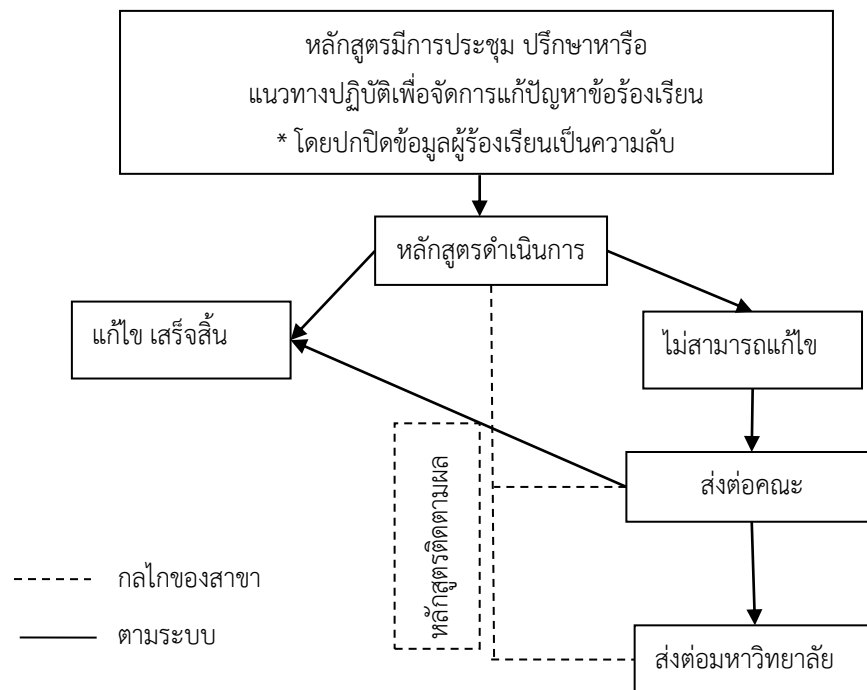 หลักสูตรมีการประชุม ปรึกษาหารือ
แนวทางปฏิบัติเพื่อจัดการแก้ปัญหาข้อร้องเรียน
* โดยปกปิดข้อมูลผู้ร้องเรียนเป็นความลับ
หลักสูตรดำเนินการ
แก้ไข เสร็จสิ้น
ไม่สามารถแก้ไข
ส่งต่อคณะ
หลักสูตรติดตามผล
กลไกของสาขา
ตามระบบ
ส่งต่อมหาวิทยาลัย